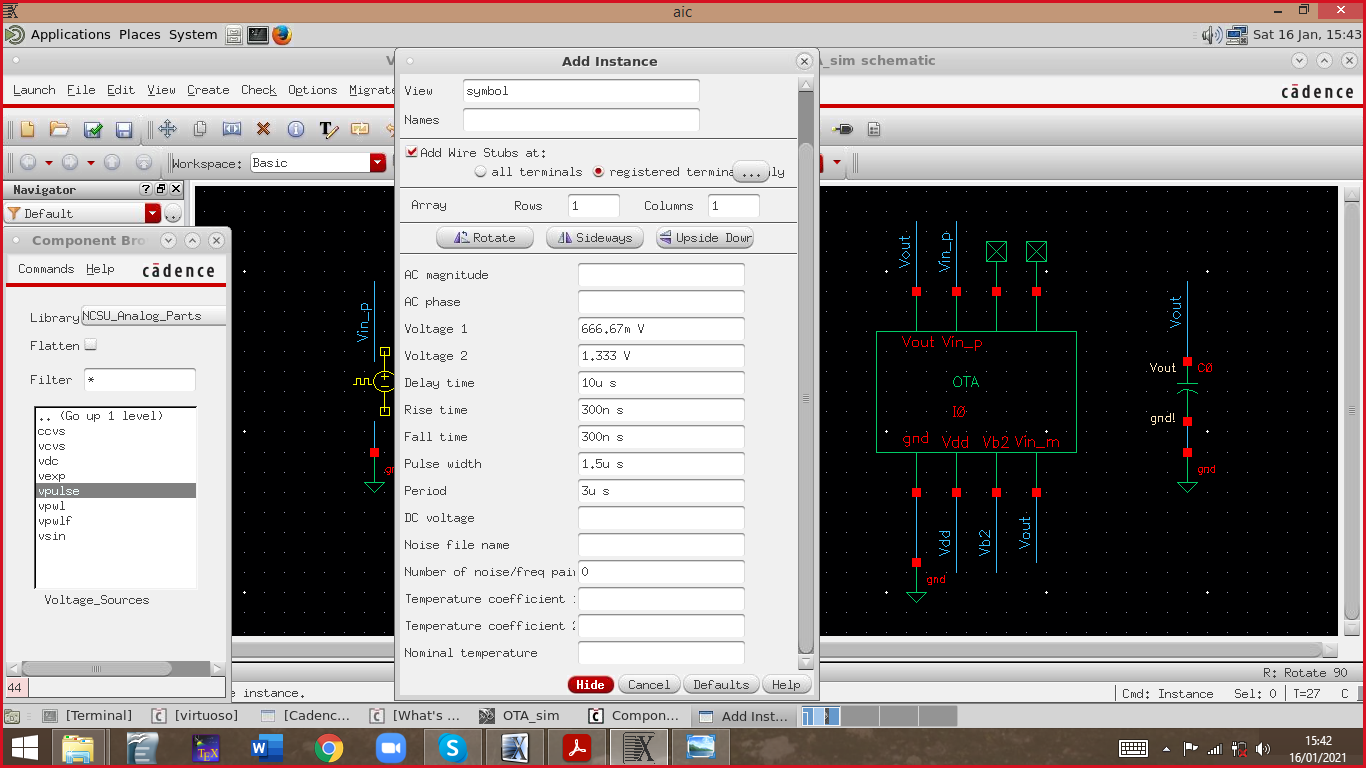 aic
Applications Places System
Sat 16 Jan, 15:43
Add Instance
A_sim schematic
Launch File Edit View Create Check Options Migrate
cādence
View symbol
Names
Add Wire Stubs at:
all terminals registered termina ... ly
Workspace: Basic
Navigator
Default
Array Rows 1 Columns 1
Rotate Sideways Upside Down
Component Bro
Commands Help cādence
Library NCSU_Analog_Parts
Flatten
Filter *
.. (Go up 1 level)
ccvs
vcvs
vdc
vexp
vpulse
vpwl
vpwlf
vsin
Voltage_Sources
44
AC magnitude
AC phase
Voltage 1 666.67m V
Voltage 2 1.333 V
Delay time 10u s
Rise time 300n s
Fall time 300n s
Pulse width 1.5u s
Period 3u s
DC voltage
Noise file name
Number of noise/freq pair 0
Temperature coefficient 1
Temperature coefficient 2
Nominal temperature
Hide Cancel Defaults Help
Vin_p
gn
Vout Vin_p
Vout Vin_p
OTA
I0
gnd Vdd Vb2 Vin_m
Vdd Vb2 Vout
gnd
Vout
Vout C0
gnd!
gnd
R: Rotate 90
e instance.
Cmd: Instance Sel: 0 T=27 C
[Terminal] [virtuoso] [Cadenc... [What's ... OTA_sim Compon... Add Inst...
15:42
16/01/2021